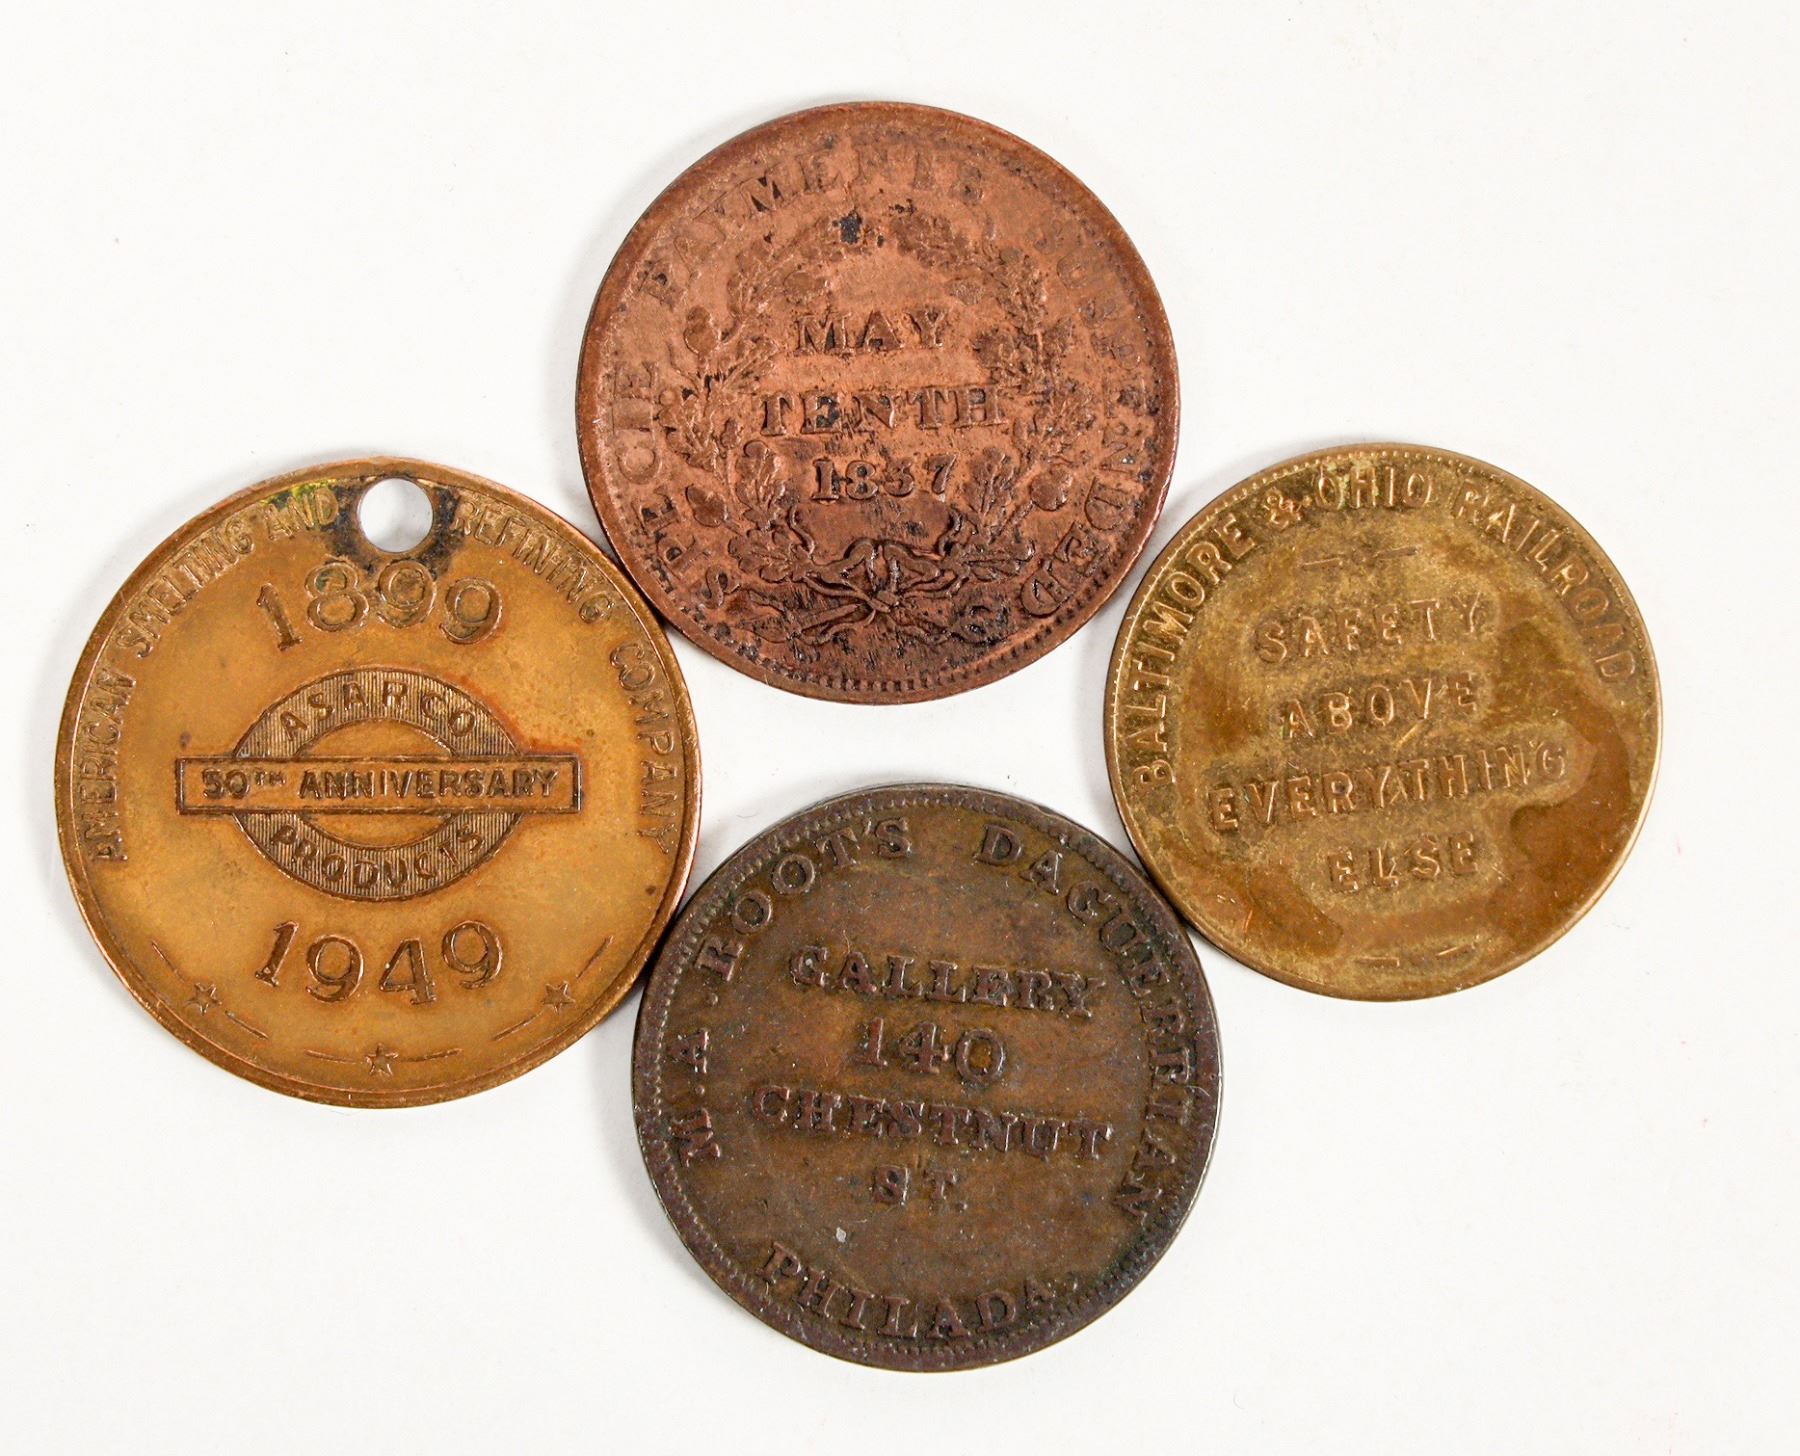 SPECIE PAYMENTS SUSPENDED
MAY
TENTH
1837
AMERICAN SMELTING AND REFINING COMPANY
1899
ASARCO
50TH ANNIVERSARY
PRODUCTS
1949
BALTIMORE & OHIO RAILROAD
SAFETY
ABOVE
EVERYTHING
ELSE
M.A.ROOT'S DAGUERRIAN
GALLERY
140
CHESTNUT
ST.
PHILADA.